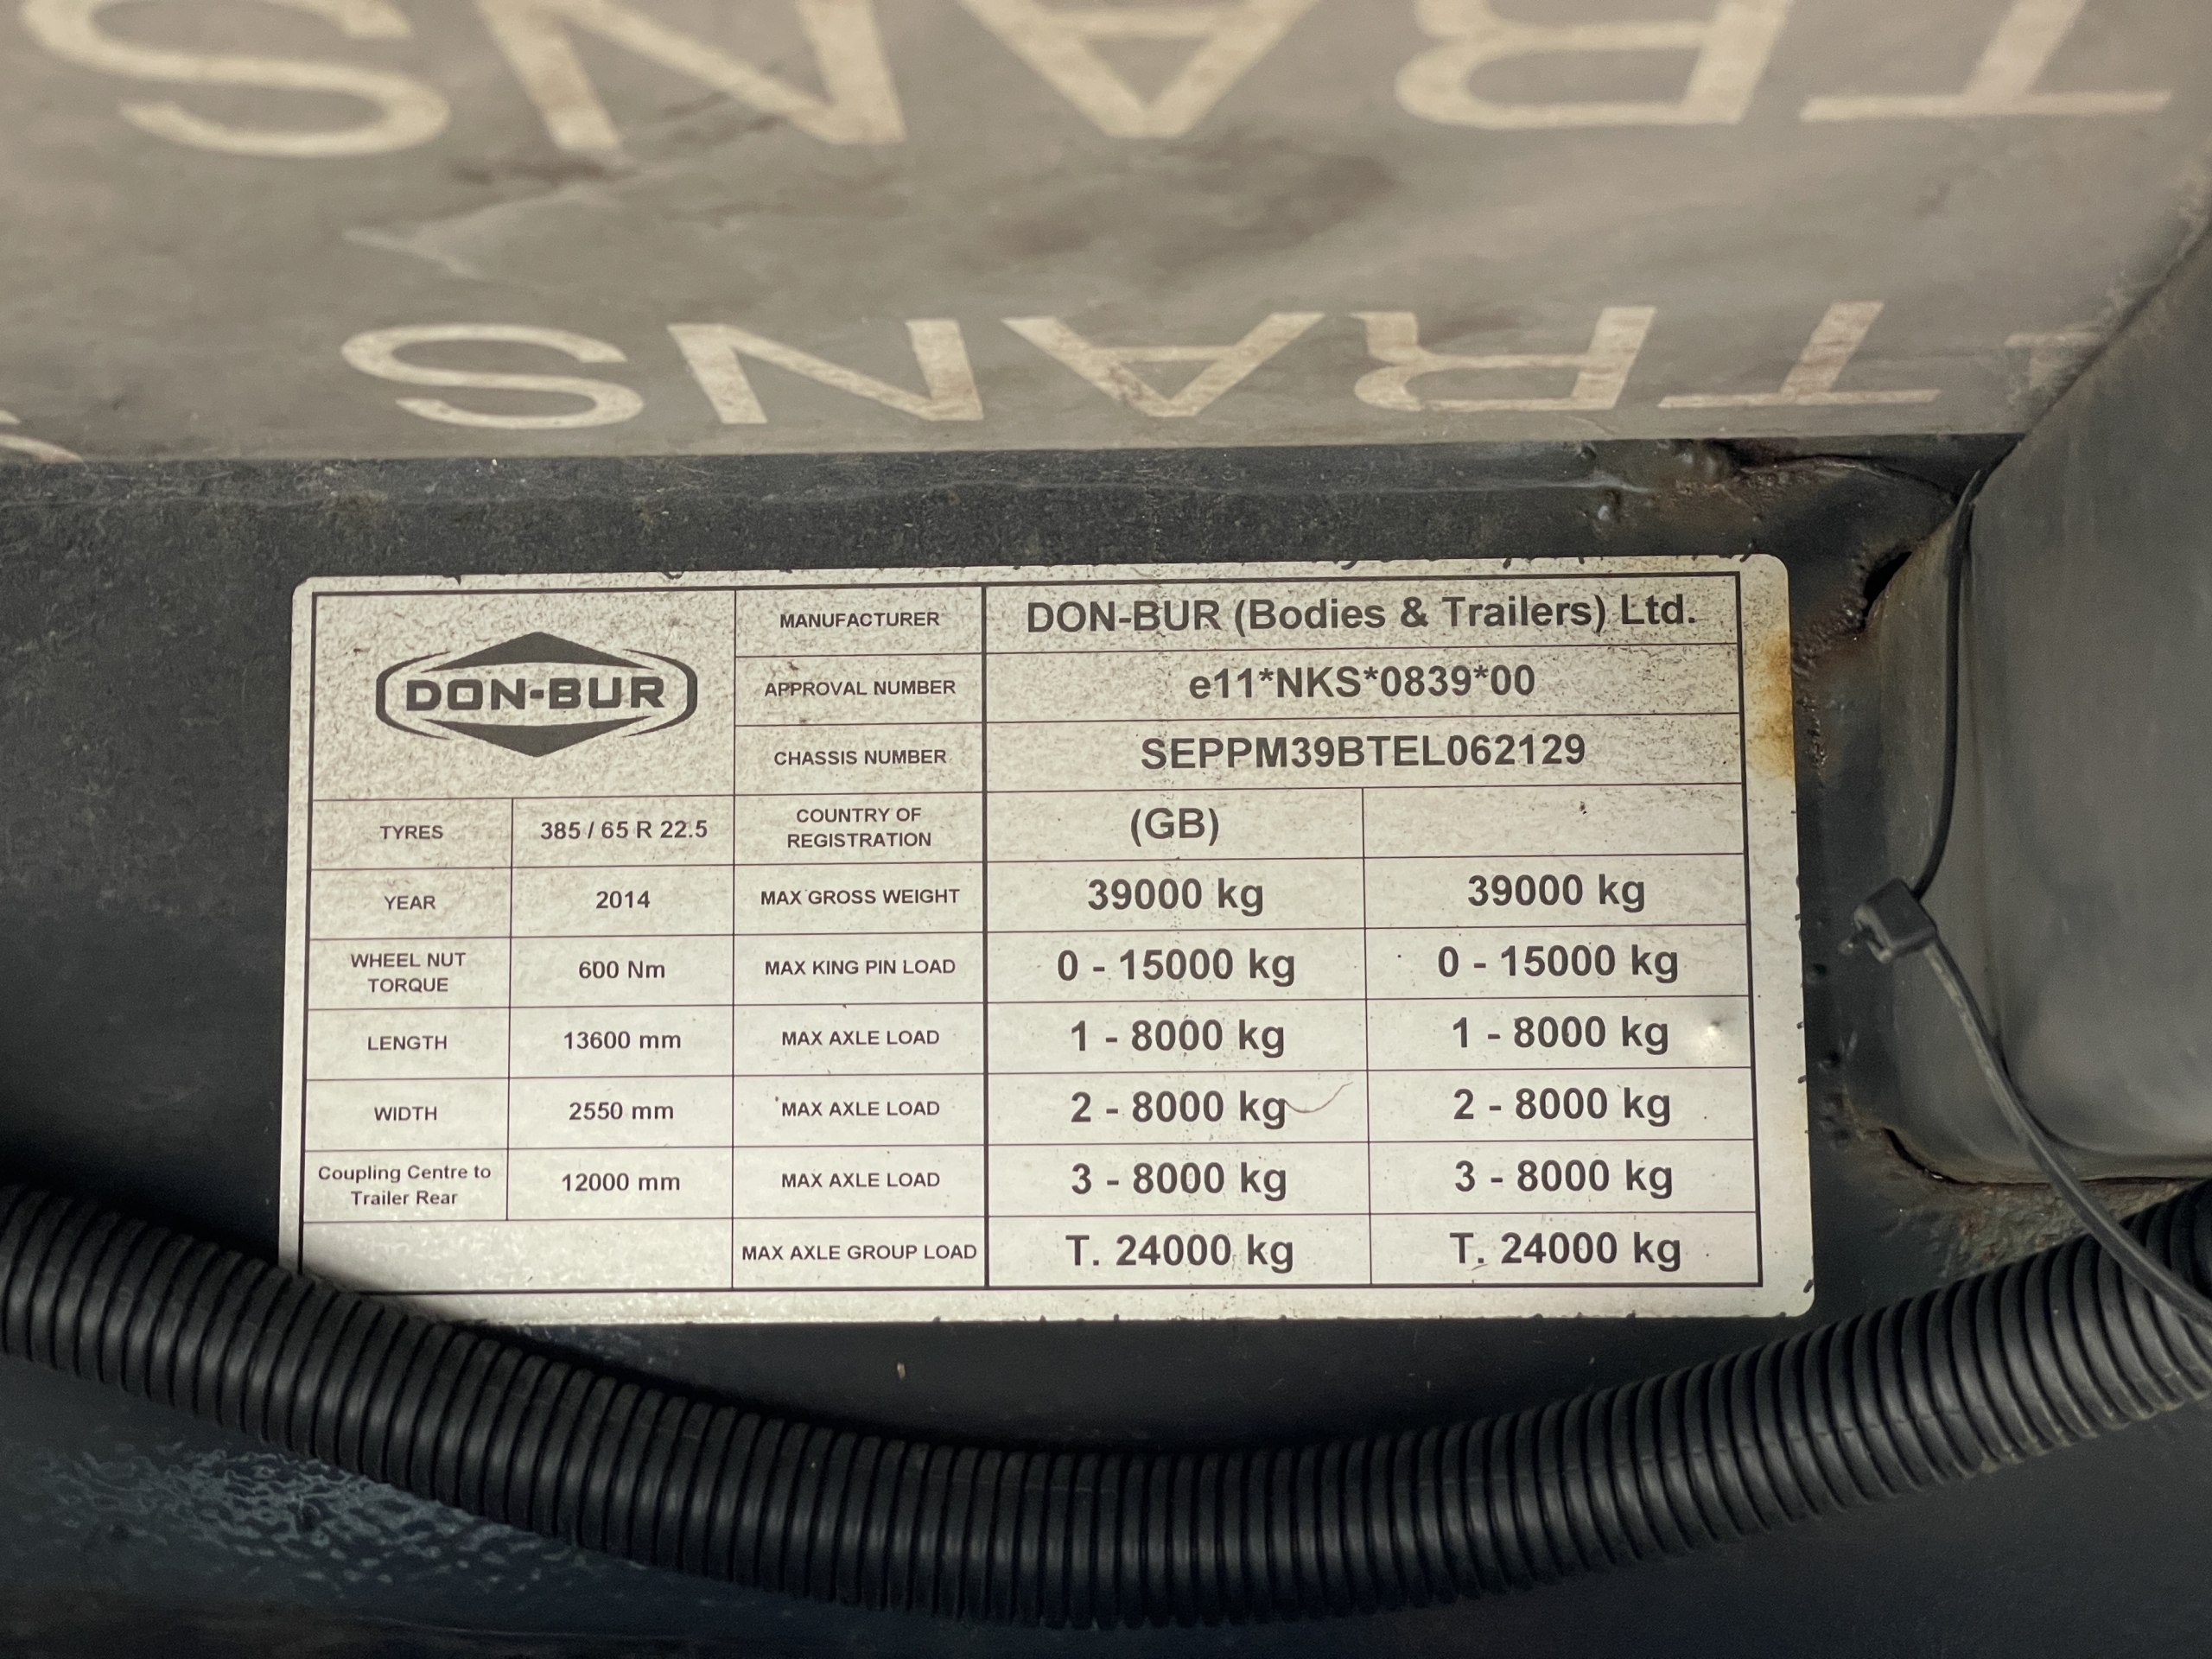 TRANS
TRANS
DON-BUR
MANUFACTURER DON-BUR (Bodies & Trailers) Ltd.
APPROVAL NUMBER e11*NKS*0839*00
CHASSIS NUMBER SEPPM39BTEL062129
TYRES 385 / 65 R 22.5 COUNTRY OF REGISTRATION (GB)
YEAR 2014 MAX GROSS WEIGHT 39000 kg 39000 kg
WHEEL NUT TORQUE 600 Nm MAX KING PIN LOAD 0 - 15000 kg 0 - 15000 kg
LENGTH 13600 mm MAX AXLE LOAD 1 - 8000 kg 1 - 8000 kg
WIDTH 2550 mm MAX AXLE LOAD 2 - 8000 kg 2 - 8000 kg
Coupling Centre to Trailer Rear 12000 mm MAX AXLE LOAD 3 - 8000 kg 3 - 8000 kg
MAX AXLE GROUP LOAD T. 24000 kg T. 24000 kg